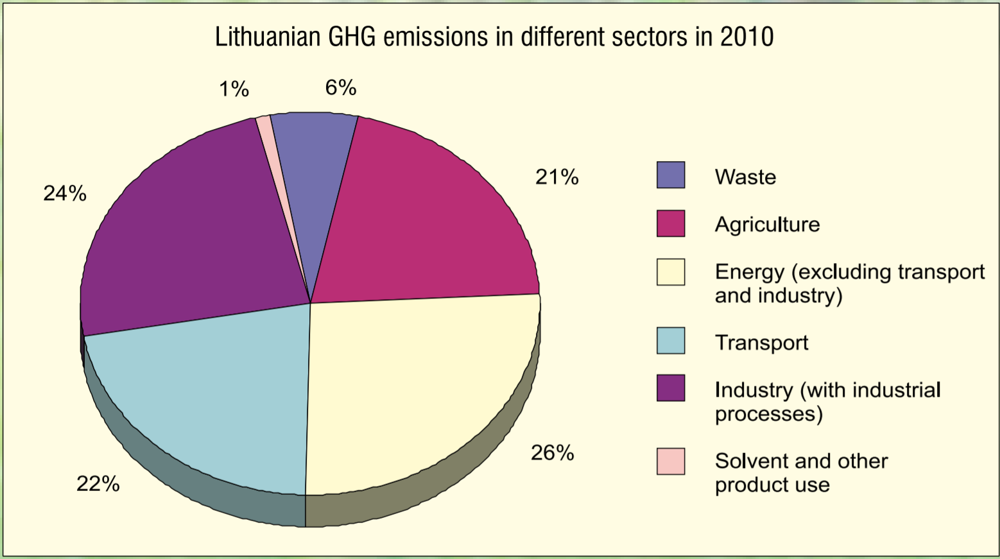 Lithuanian GHG emissions in different sectors in 2010
1%
6%
24%
21%
26%
22%
Waste
Agriculture
Energy (excluding transport
and industry)
Transport
Industry (with industrial
processes)
Solvent and other
product use